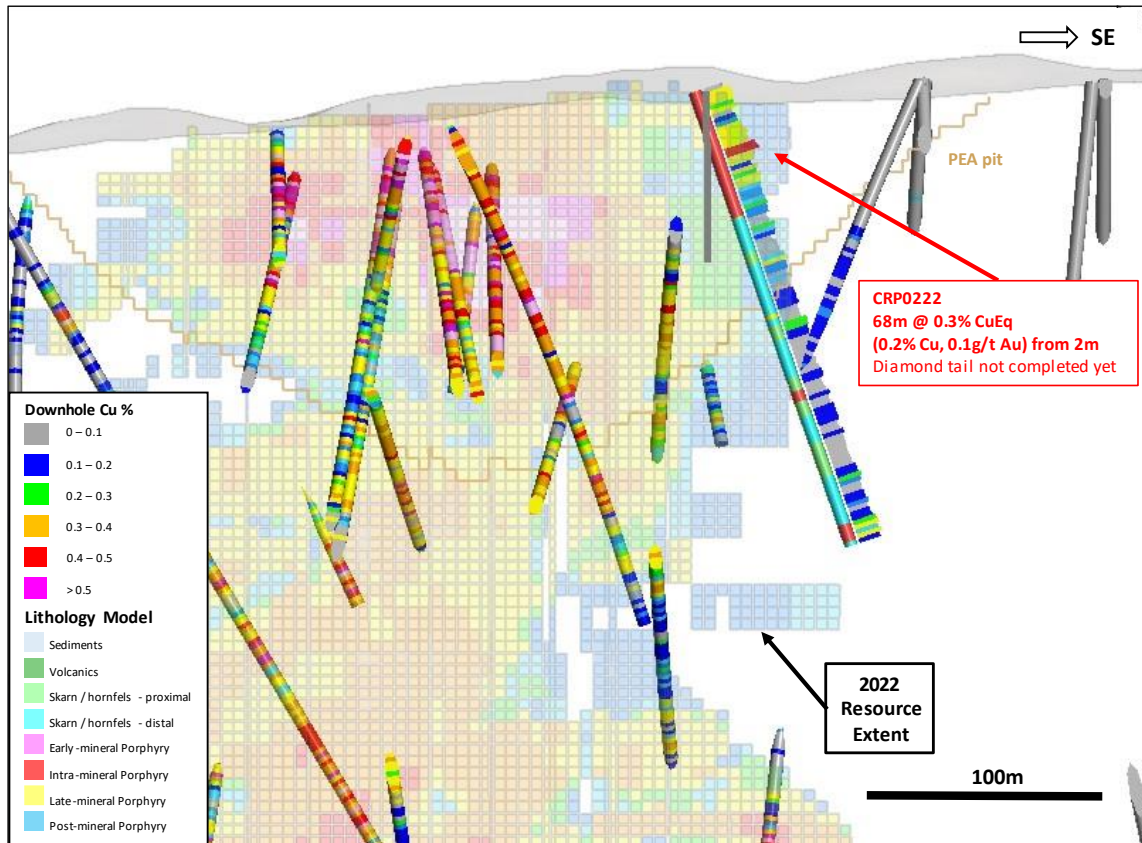 SE
PEA pit
CRP0222
68m @ 0.3% CuEq
(0.2% Cu, 0.1g/t Au) from 2m
Diamond tail not completed yet
Downhole Cu %
0 – 0.1
0.1 – 0.2
0.2 – 0.3
0.3 – 0.4
0.4 – 0.5
> 0.5
Lithology Model
Sediments
Volcanics
Skarn / hornfels - proximal
Skarn / hornfels - distal
Early-mineral Porphyry
Intra-mineral Porphyry
Late-mineral Porphyry
Post-mineral Porphyry
2022
Resource
Extent
100m